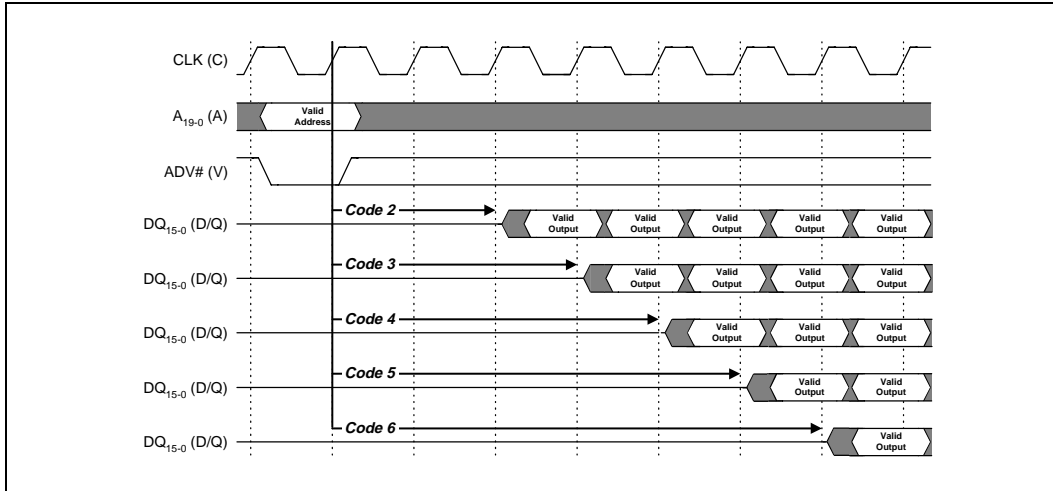 CLK (C)
A19-0 (A)
Valid
Address
ADV# (V)
Code 2
DQ15-0 (D/Q)
Valid
Output
Valid
Output
Valid
Output
Valid
Output
Valid
Output
Code 3
DQ15-0 (D/Q)
Valid
Output
Valid
Output
Valid
Output
Valid
Output
Code 4
DQ15-0 (D/Q)
Valid
Output
Valid
Output
Valid
Output
Code 5
DQ15-0 (D/Q)
Valid
Output
Valid
Output
Code 6
DQ15-0 (D/Q)
Valid
Output